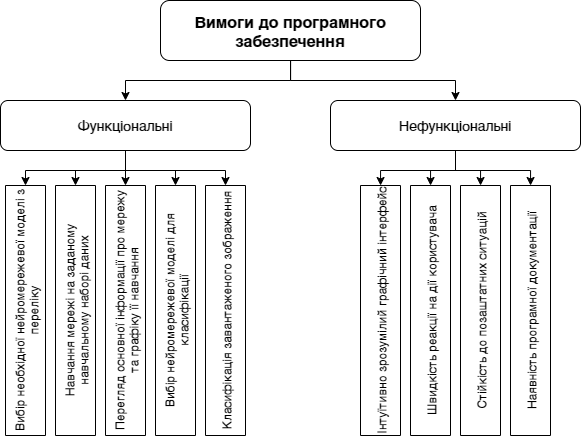 Вимоги до програмного
забезпечення
Функціональні
Нефункціональні
Вибір необхідної нейромережевої моделі з
переліку
Навчання мережі на заданому
навчальному наборі даних
Перегляд основної інформації про мережу
та графіку її навчання
Вибір нейромережевої моделі для
класифікації
Класифікація завантаженого зображення
Інтуїтивно зрозумілий графічний інтерфейс
Швидкість реакції на дії користувача
Стійкість до позаштатних ситуацій
Наявність програмної документації